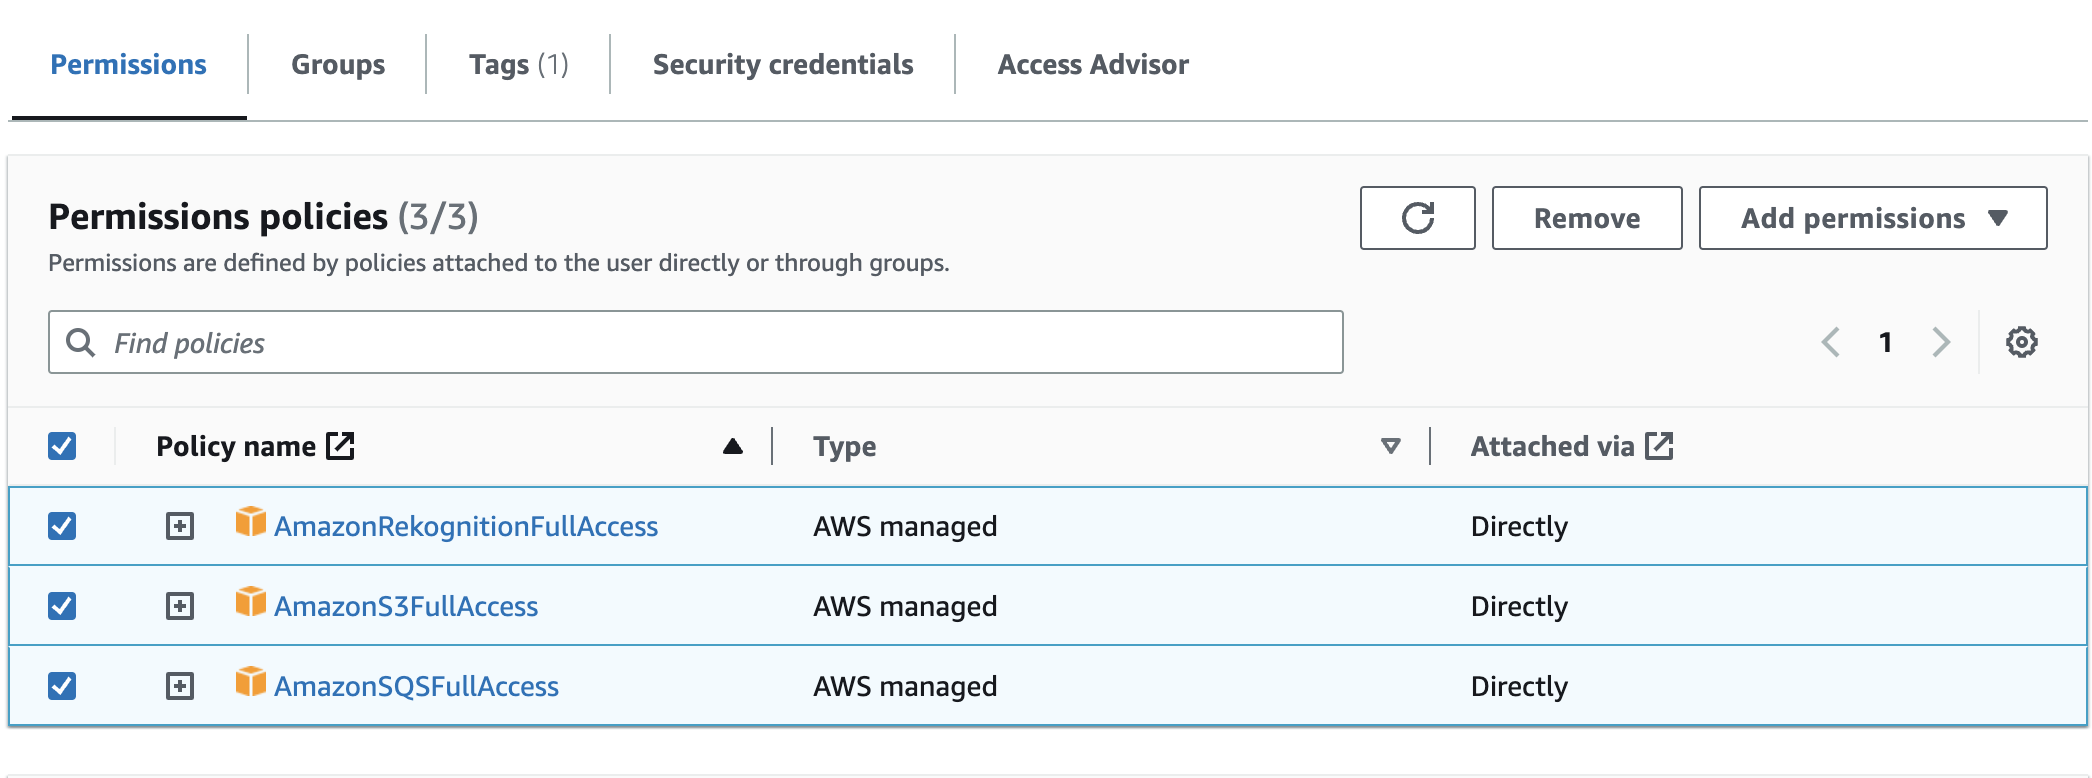 Permissions Groups Tags (1) Security credentials Access Advisor
Permissions policies (3/3) Remove Add permissions
Permissions are defined by policies attached to the user directly or through groups.
Find policies 1
Policy name Type Attached via
AmazonRekognitionFullAccess AWS managed Directly
AmazonS3FullAccess AWS managed Directly
AmazonSQSFullAccess AWS managed Directly